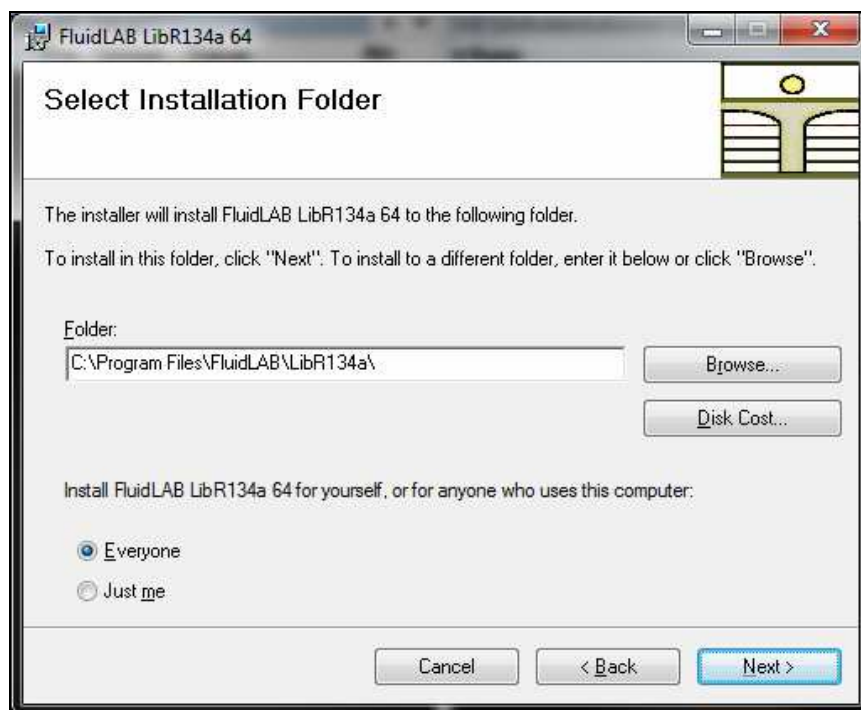 FluidLAB LibR134a 64
Select Installation Folder
The installer will install FluidLAB LibR134a 64 to the following folder.
To install in this folder, click "Next". To install to a different folder, enter it below or click "Browse".
Folder:
C:\Program Files\FluidLAB\LibR134a\
Browse...
Disk Cost...
Install FluidLAB LibR134a 64 for yourself, or for anyone who uses this computer:
Everyone
Just me
Cancel
< Back
Next >